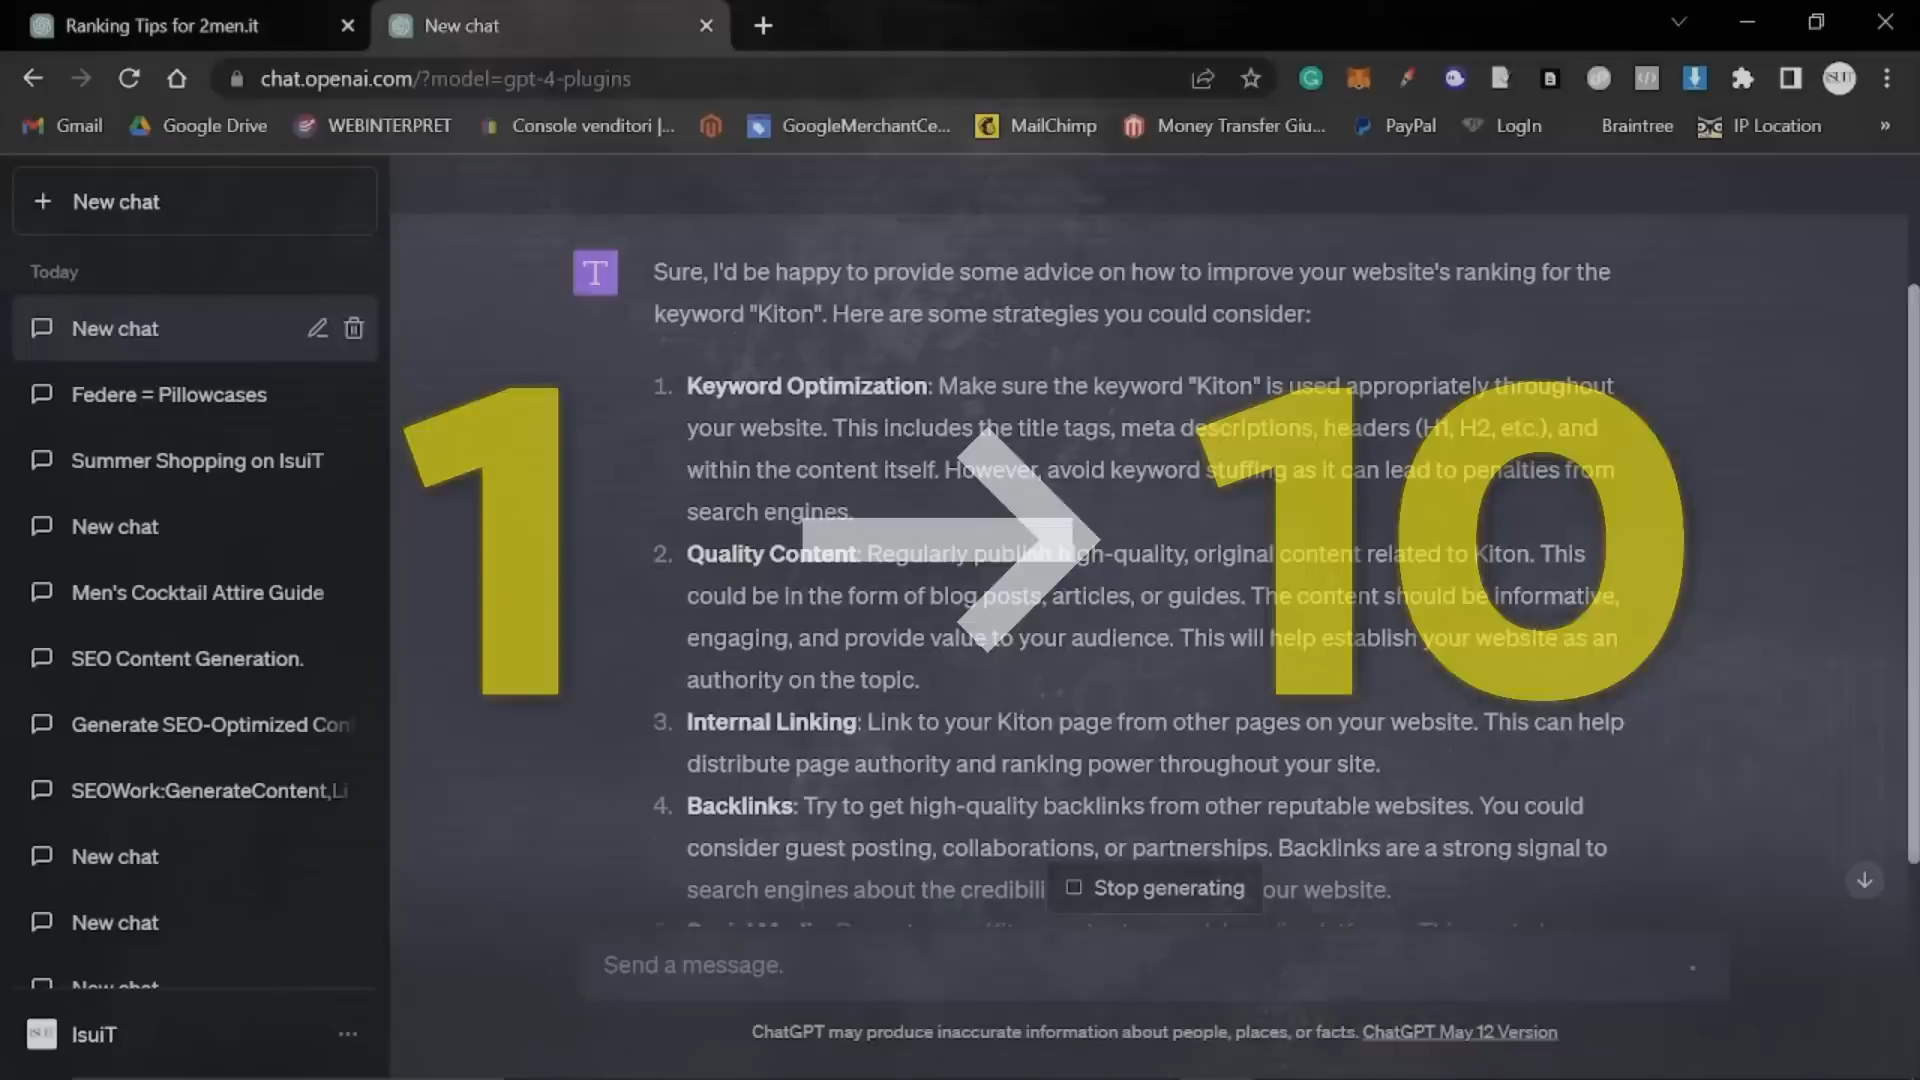 Ranking Tips for 2men.it
New chat
chat.openai.com/?model=gpt-4-plugins
Gmail
Google Drive
WEBINTERPRET
Console venditori |...
GoogleMerchantCe...
MailChimp
Money Transfer Giu...
PayPal
LogIn
Braintree
IP Location
»
+ New chat
Today
New chat
Federe = Pillowcases
Summer Shopping on IsuiT
New chat
Men's Cocktail Attire Guide
SEO Content Generation.
Generate SEO-Optimized Con
SEOWork:GenerateContent,Li
New chat
New chat
New chat
IsuiT
T
Sure, I'd be happy to provide some advice on how to improve your website's ranking for the
keyword "Kiton". Here are some strategies you could consider:
1. Keyword Optimization: Make sure the keyword "Kiton" is used appropriately throughout
your website. This includes the title tags, meta descriptions, headers (H1, H2, etc.), and
within the content itself. However, avoid keyword stuffing as it can lead to penalties from
search engines.
2. Quality Content: Regularly publish high-quality, original content related to Kiton. This
could be in the form of blog posts, articles, or guides. The content should be informative,
engaging, and provide value to your audience. This will help establish your website as an
authority on the topic.
3. Internal Linking: Link to your Kiton page from other pages on your website. This can help
distribute page authority and ranking power throughout your site.
4. Backlinks: Try to get high-quality backlinks from other reputable websites. You could
consider guest posting, collaborations, or partnerships. Backlinks are a strong signal to
search engines about the credibili
our website.
Stop generating
1 → 10
Send a message.
ChatGPT may produce inaccurate information about people, places, or facts. ChatGPT May 12 Version